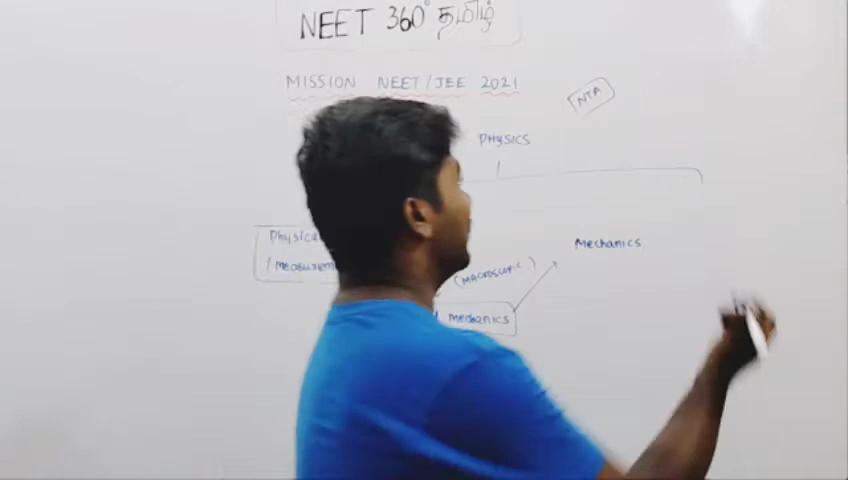 NEET 360° தமிழ்
MISSION NEET/JEE 2021
NTA
PHYSICS
Mechanics
(MACROSCOPIC)
mechanics